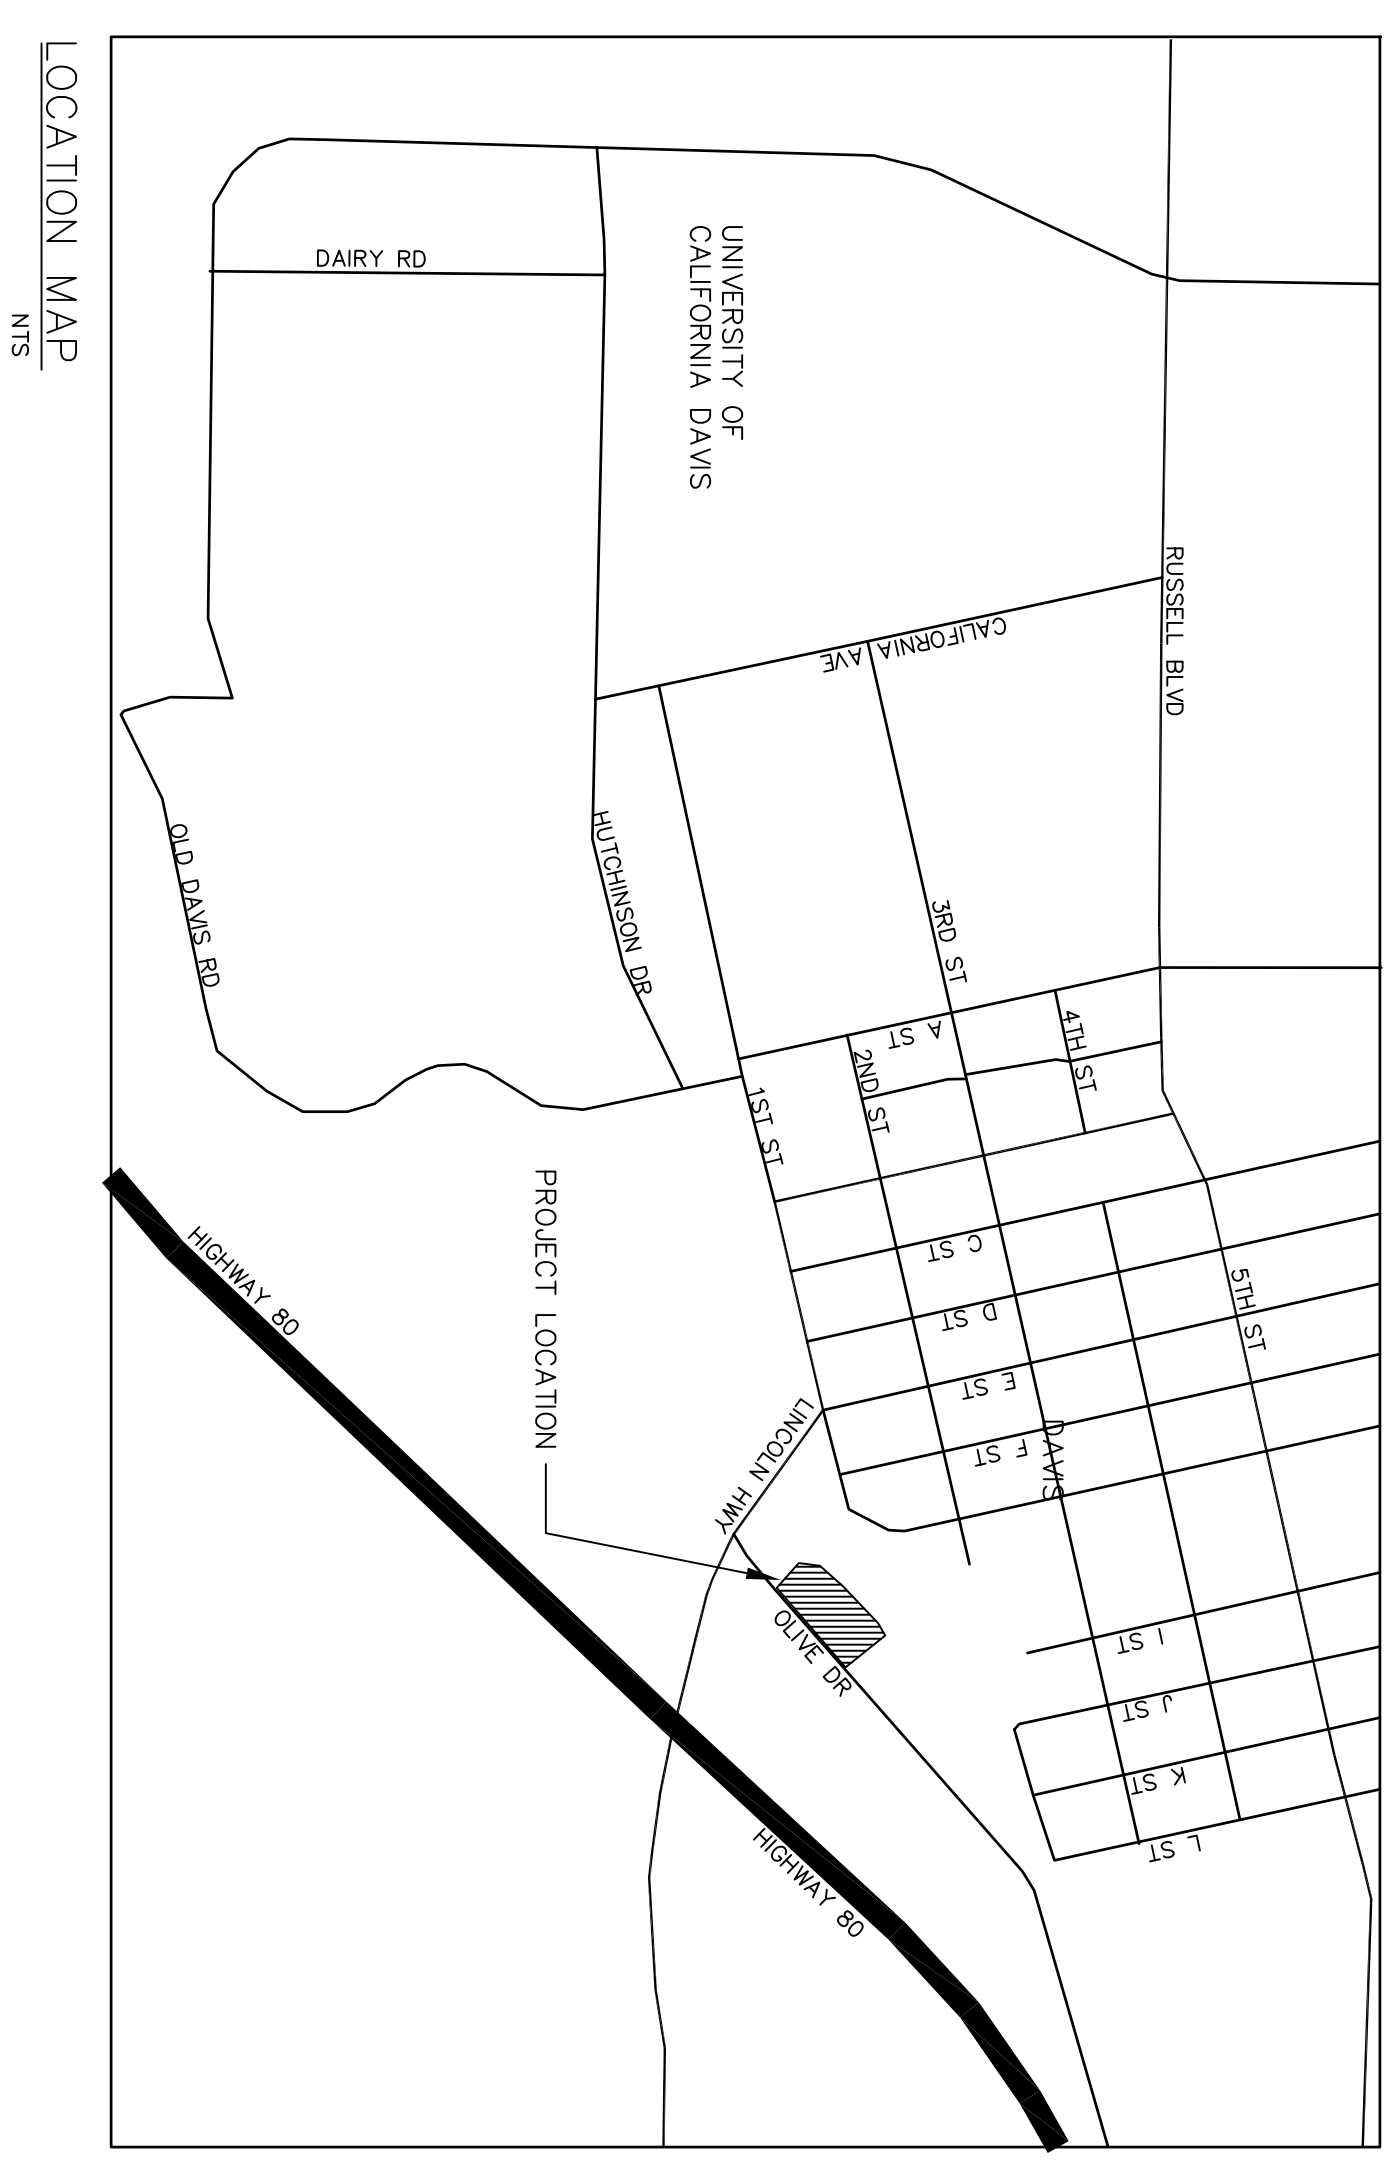 RUSSELL BLVD
UNIVERSITY OF
CALIFORNIA DAVIS
DAIRY RD
CALIFORNIA AVE
3RD ST
4TH ST
A ST
2ND ST
HUTCHINSON DR
OLD DAVIS RD
1ST ST
5TH ST
C ST
D ST
E ST
F ST
DAVIS
I ST
J ST
K ST
L ST
LINCOLN HWY
PROJECT LOCATION
OLIVE DR
HIGHWAY 80
HIGHWAY 80
LOCATION MAP
NTS